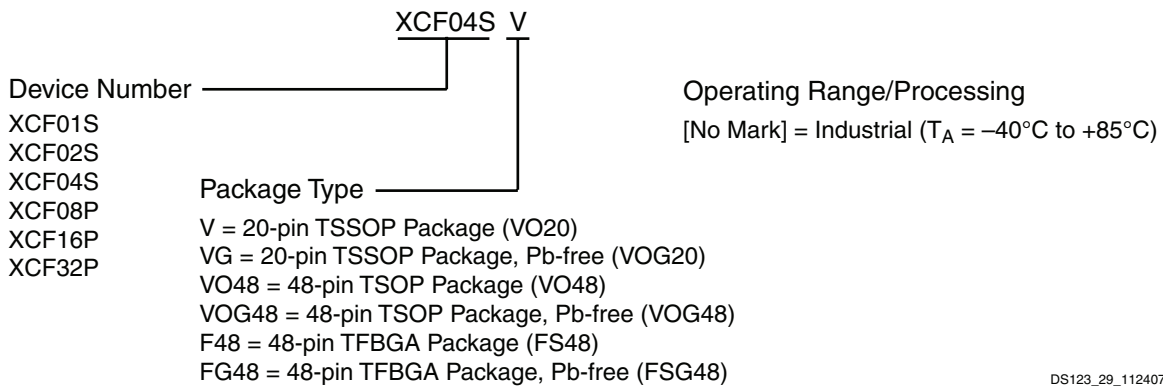 XCF04S V
Device Number
XCF01S
XCF02S
XCF04S
XCF08P
XCF16P
XCF32P
Package Type
V = 20-pin TSSOP Package (VO20)
VG = 20-pin TSSOP Package, Pb-free (VOG20)
VO48 = 48-pin TSOP Package (VO48)
VOG48 = 48-pin TSOP Package, Pb-free (VOG48)
F48 = 48-pin TFBGA Package (FS48)
FG48 = 48-pin TFBGA Package, Pb-free (FSG48)
Operating Range/Processing
[No Mark] = Industrial (TA = –40°C to +85°C)
DS123_29_112407